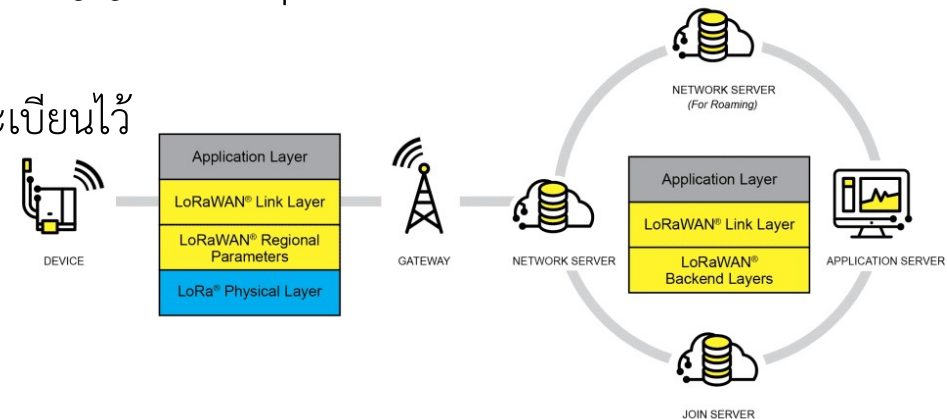 NETWORK SERVER
(For Roaming)
ะเบียนไว้
Application Layer
LoRaWAN® Link Layer
LoRaWAN® Regional
Parameters
LoRa® Physical Layer
DEVICE
GATEWAY
NETWORK SERVER
Application Layer
LoRaWAN® Link Layer
LoRaWAN®
Backend Layers
APPLICATION SERVER
JOIN SERVER